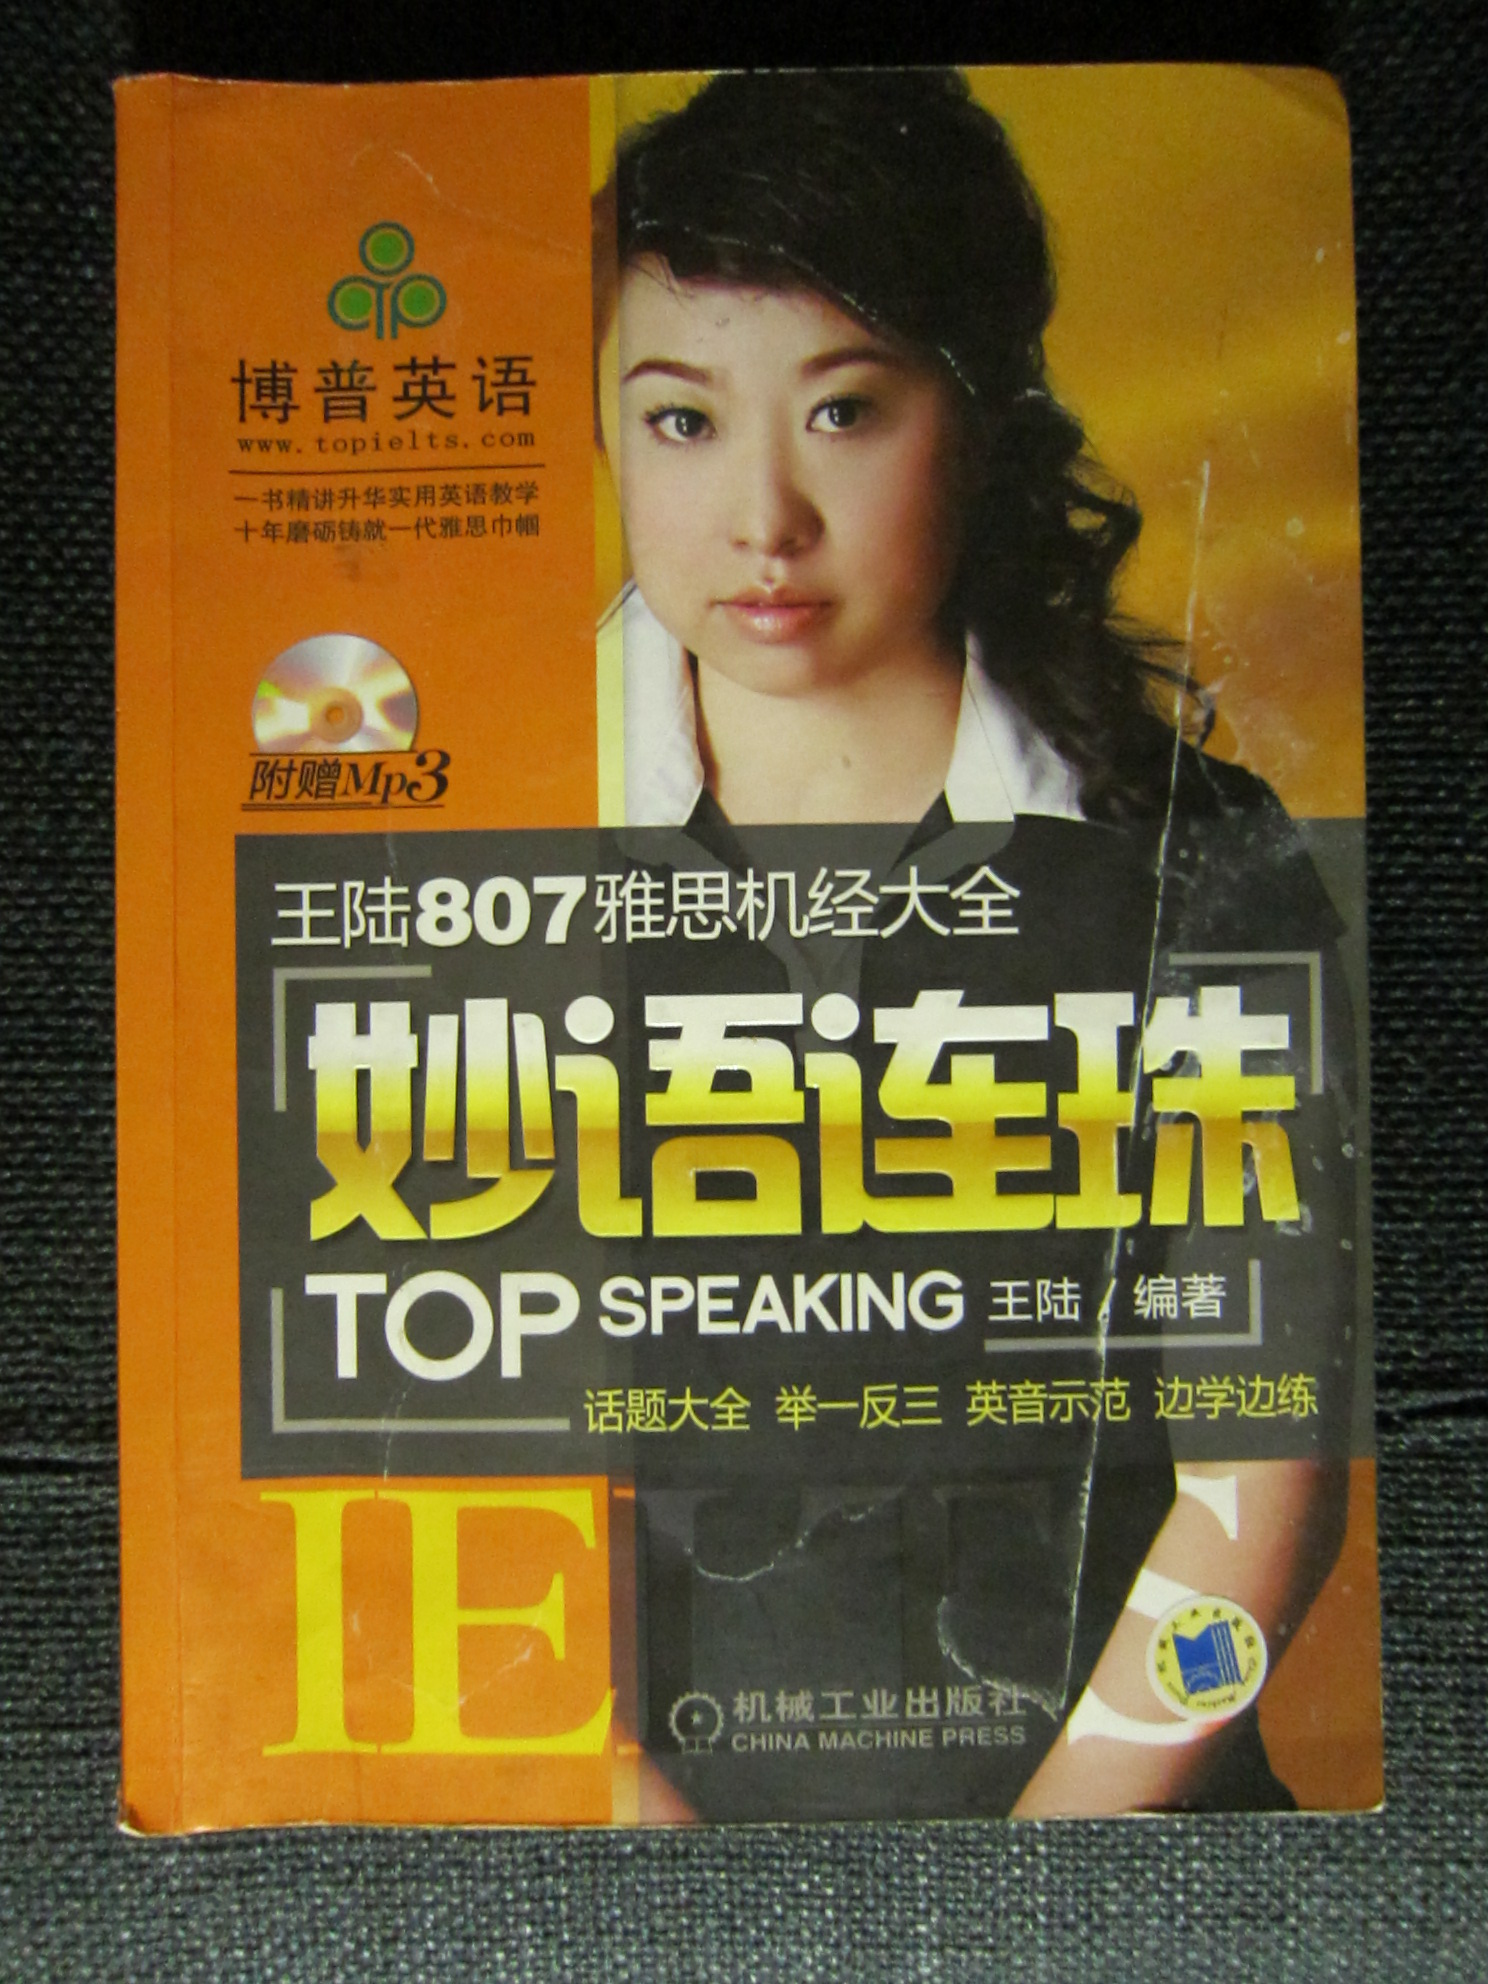 博普英语
www.topielts.com
一书精讲升华实用英语教学
十年磨砺铸就一代雅思巾帼
附赠Mp3
王陆807雅思机经大全
妙语连珠
TOP SPEAKING 王陆 / 编著
话题大全 举一反三 英音示范 边学边练
IELTS
机械工业出版社
CHINA MACHINE PRESS